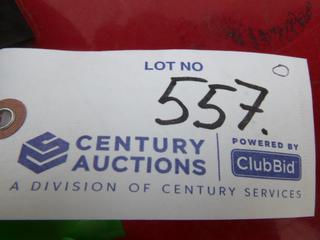 LOT NO
557.
CENTURY
AUCTIONS
POWERED BY
ClubBid
A DIVISION OF CENTURY SERVICES